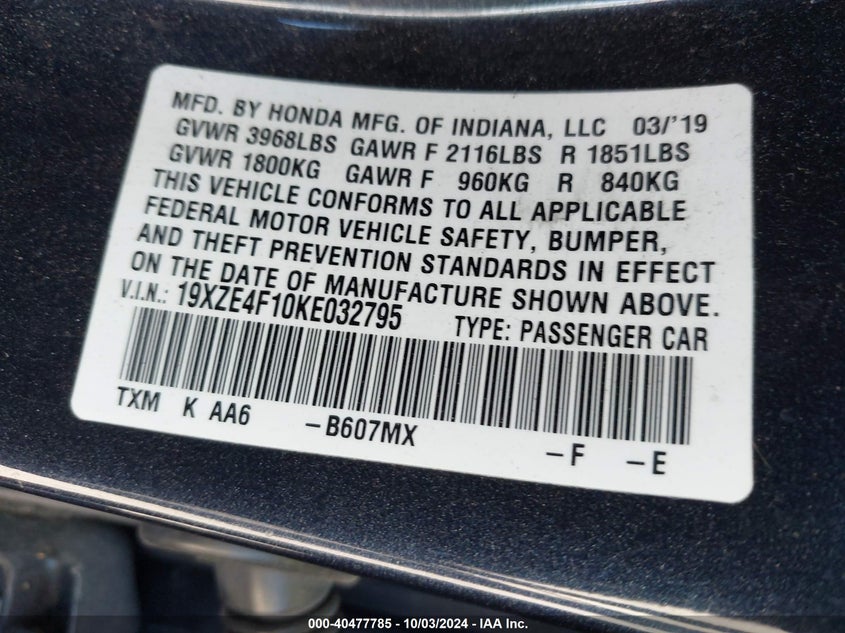 MFD. BY HONDA MFG. OF INDIANA, LLC 03/'19
GVWR 3968LBS GAWR F 2116LBS R 1851LBS
GVWR 1800KG GAWR F 960KG R 840KG
THIS VEHICLE CONFORMS TO ALL APPLICABLE
FEDERAL MOTOR VEHICLE SAFETY, BUMPER,
AND THEFT PREVENTION STANDARDS IN EFFECT
ON THE DATE OF MANUFACTURE SHOWN ABOVE.
V.I.N.: 19XZE4F10KE032795 TYPE: PASSENGER CAR
TXM K AA6 -B607MX -F -E
000-40477785 - 10/03/2024 - IAA Inc.